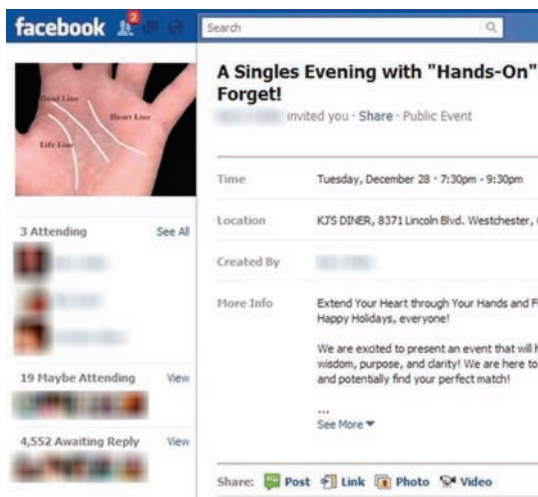 facebook
2
Search
Head Line
Heart Line
Life Line
A Singles Evening with "Hands-On"
Forget!
invited you · Share · Public Event
Time
Tuesday, December 28 · 7:30pm - 9:30pm
Location
KJ'S DINER, 8371 Lincoln Blvd. Westchester,
Created By
More Info
Extend Your Heart through Your Hands and
Happy Holidays, everyone!
We are excited to present an event that will
wisdom, purpose, and clarity! We are here to
and potentially find your perfect match!
...
See More
3 Attending
See All
19 Maybe Attending
View
4,552 Awaiting Reply
View
Share:
Post
Link
Photo
Video